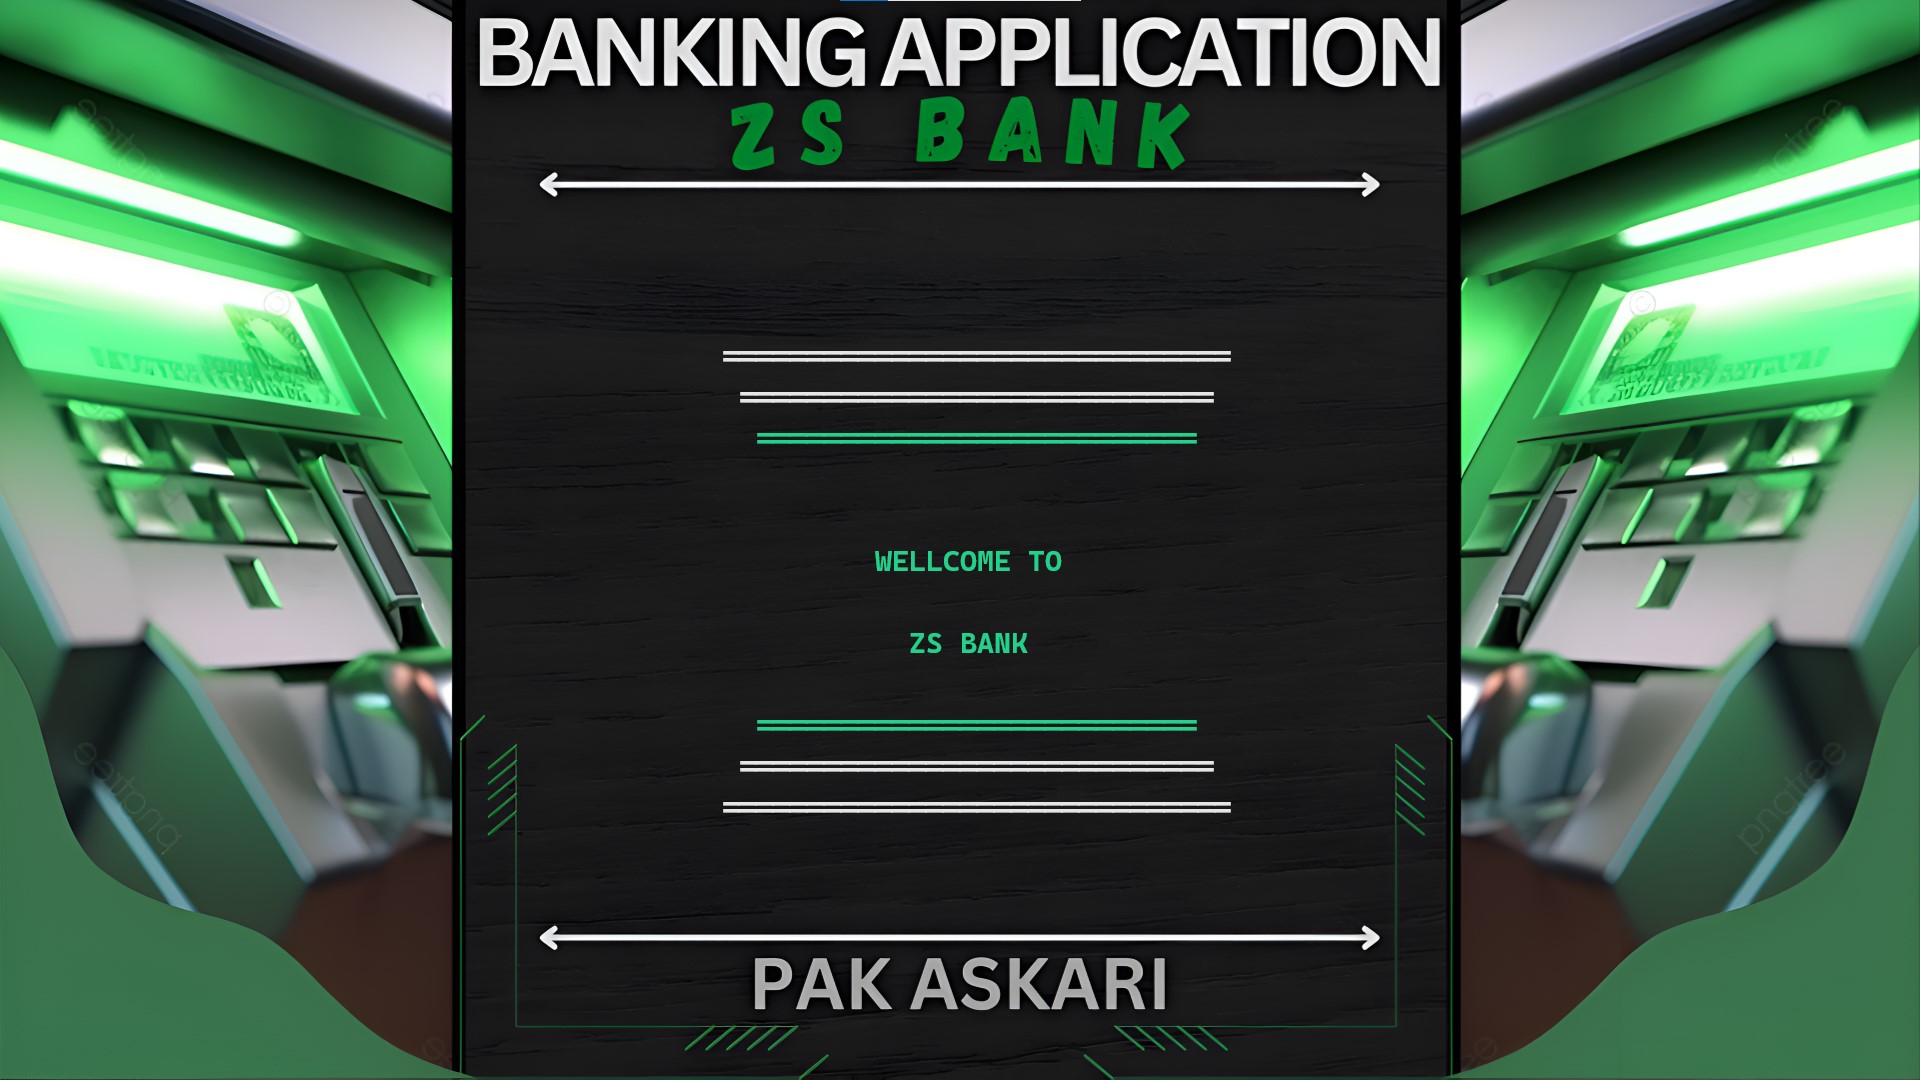 BANKING APPLICATION
ZS BANK
WELLCOME TO
ZS BANK
PAK ASKARI